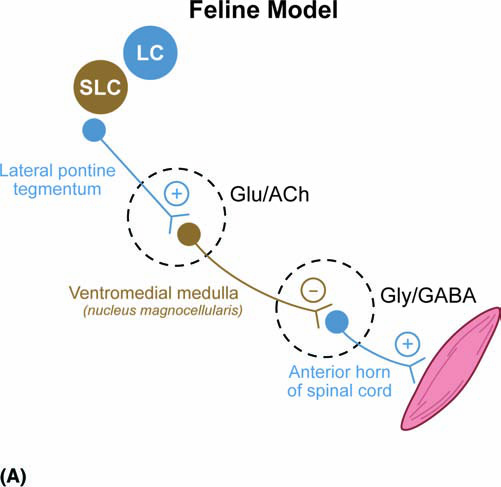 Feline Model
LC
SLC
Lateral pontine
tegmentum
+
Glu/ACh
Ventromedial medulla
(nucleus magnocellularis)
−
Gly/GABA
+
Anterior horn
of spinal cord
(A)